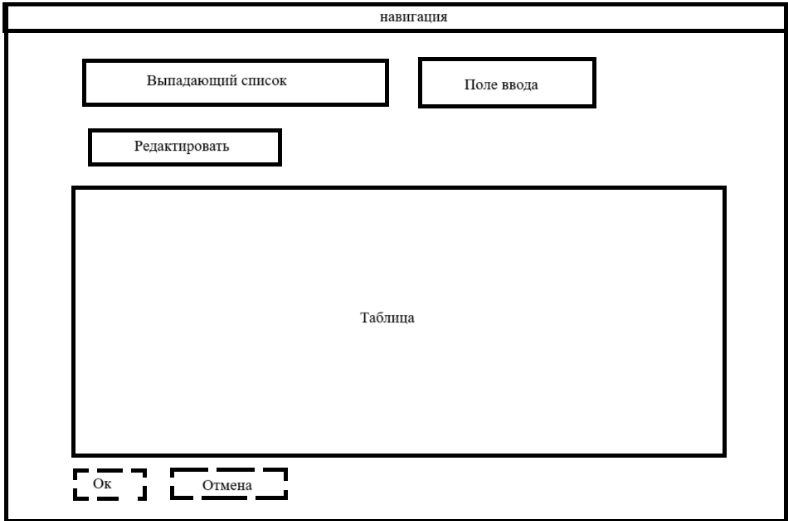 навигация
Выпадающий список
Поле ввода
Редактировать
Таблица
Ок
Отмена